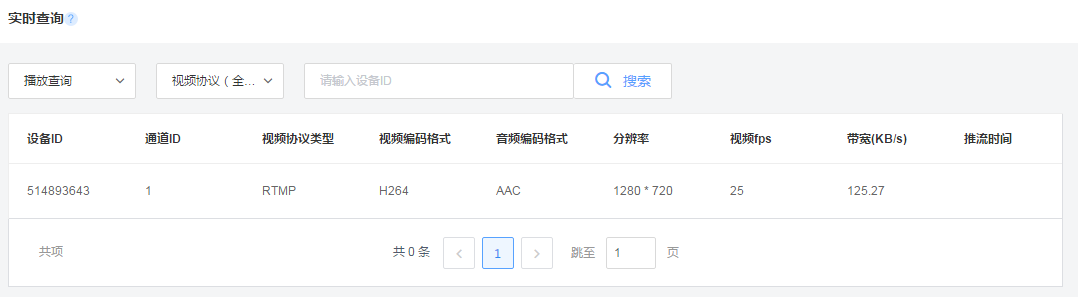 实时查询 ?
播放查询 视频协议（全... 请输入设备ID 搜索
设备ID 通道ID 视频协议类型 视频编码格式 音频编码格式 分辨率 视频fps 带宽(KB/s) 推流时间
514893643 1 RTMP H264 AAC 1280 * 720 25 125.27
共项 共 0 条 1 跳至 1 页